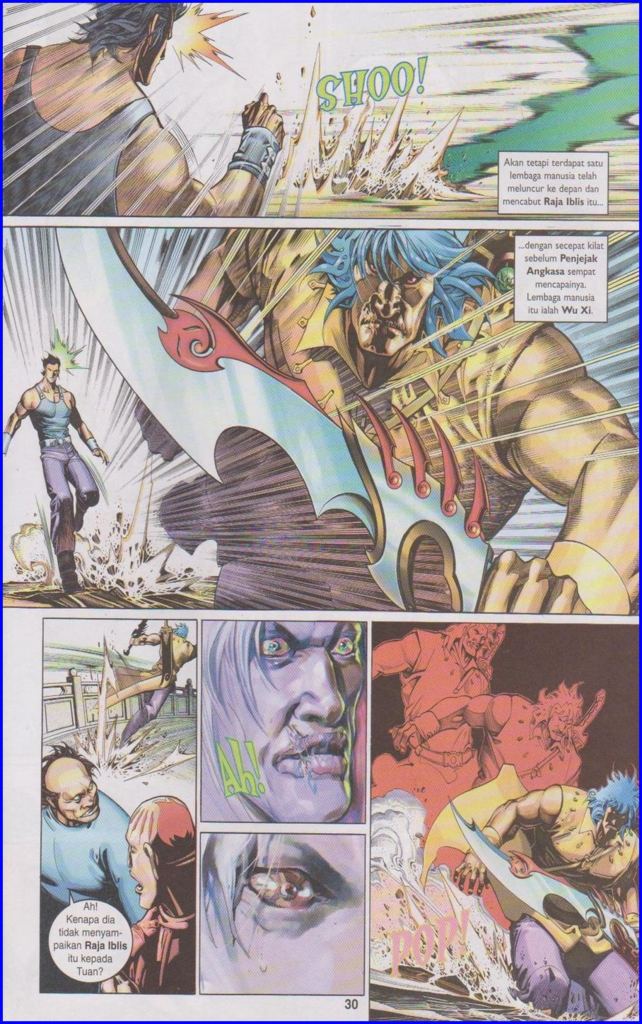 SHOO!
Akan tetapi terdapat satu
lembaga manusia telah
meluncur ke depan dan
mencabut Raja Iblis itu...
...dengan secepat kilat
sebelum Penjejak
Angkasa sempat
mencapainya.
Lembaga manusia
itu ialah Wu Xi.
Ah!
Kenapa dia
tidak menyam-
paikan Raja Iblis
itu kepada
Tuan?
Ah!
POP!
30